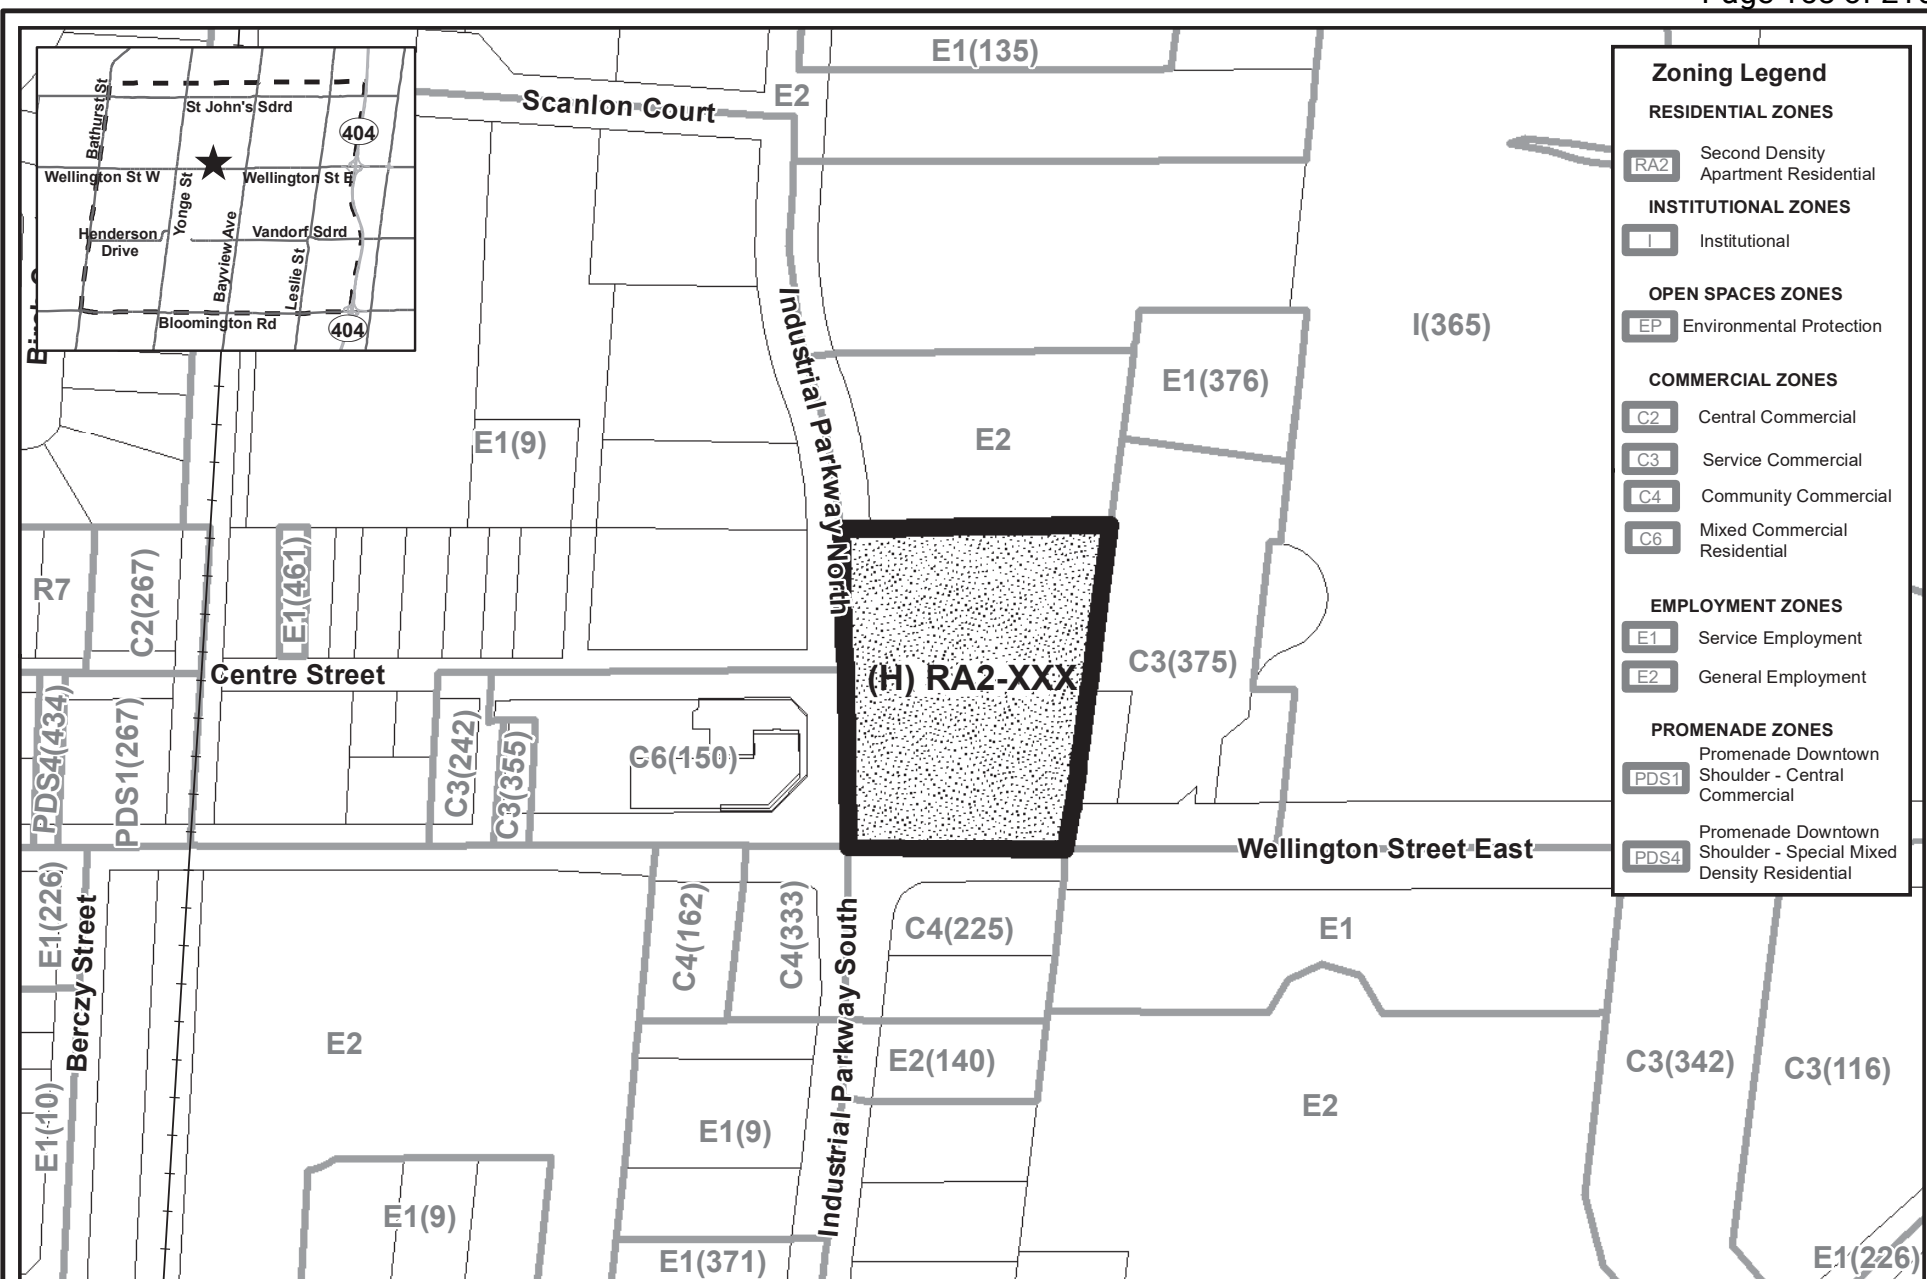 E1(135)
Scanlon Court
E2
Bathurst St
St John's Sdrd
404
Wellington St W
Yonge St
Wellington St E
Henderson
Drive
Bayview Ave
Vandorf Sdrd
Leslie St
Bloomington Rd
404
Industrial Parkway North
I(365)
E1(376)
E1(9)
E2
R7
C2(267)
E1(461)
Centre Street
(H) RA2-XXX
C3(375)
PDS4(434)
PDS1(267)
C3(242)
C3(355)
C6(150)
Wellington Street East
E1(226)
Berczy Street
C4(162)
C4(333)
Industrial Parkway South
C4(225)
E1
E2
E2(140)
C3(342)
C3(116)
E1(10)
E1(9)
E2
E1(9)
E1(371)
E1(226)
Zoning Legend
RESIDENTIAL ZONES
RA2
Second Density
Apartment Residential
INSTITUTIONAL ZONES
I
Institutional
OPEN SPACES ZONES
EP
Environmental Protection
COMMERCIAL ZONES
C2
Central Commercial
C3
Service Commercial
C4
Community Commercial
C6
Mixed Commercial
Residential
EMPLOYMENT ZONES
E1
Service Employment
E2
General Employment
PROMENADE ZONES
PDS1
Promenade Downtown
Shoulder - Central
Commercial
PDS4
Promenade Downtown
Shoulder - Special Mixed
Density Residential